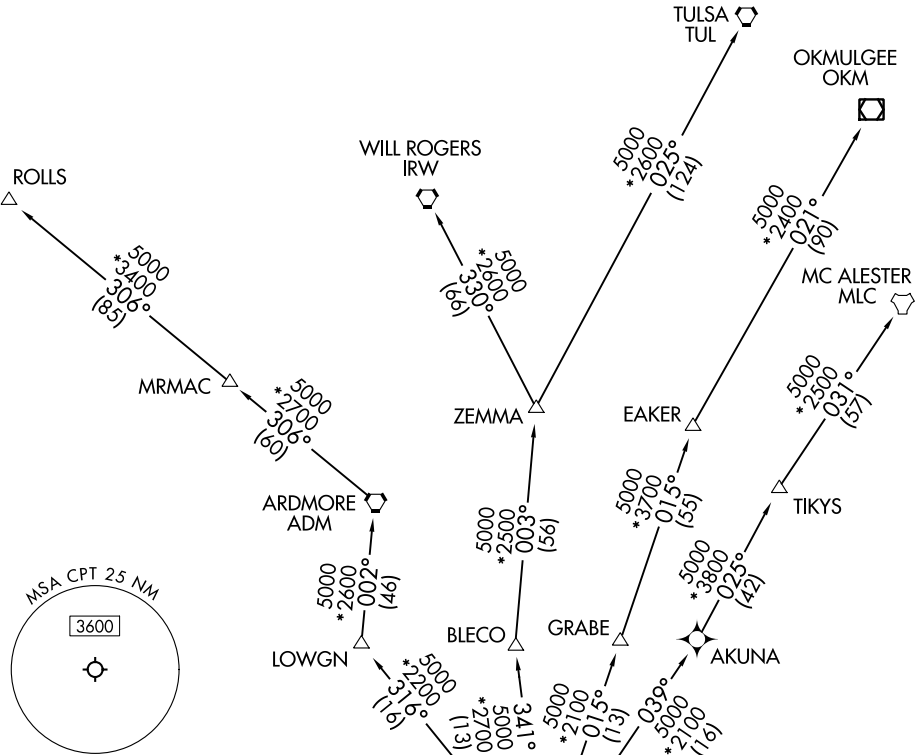 TULSA
TUL
OKMULGEE
OKM
5000
*2600
025°
(124)
WILL ROGERS
IRW
ROLLS
5000
*2400
021°
(90)
5000
*3400
306°
(85)
5000
*2600
330°
(66)
MC ALESTER
MLC
MRMAC
5000
*2700
306°
(60)
5000
*2500
031°
(57)
ZEMMA
EAKER
ARDMORE
ADM
5000
*2500
003°
(56)
5000
*3700
015°
(55)
TIKYS
5000
*2600
002°
(46)
5000
*3800
025°
(42)
MSA CPT 25 NM
3600
LOWGN
BLECO
GRABE
AKUNA
5000
*2200
316°
(16)
341°
5000
*2700
(13)
5000
*2100
015°
(13)
039°
5000
*2100
(16)